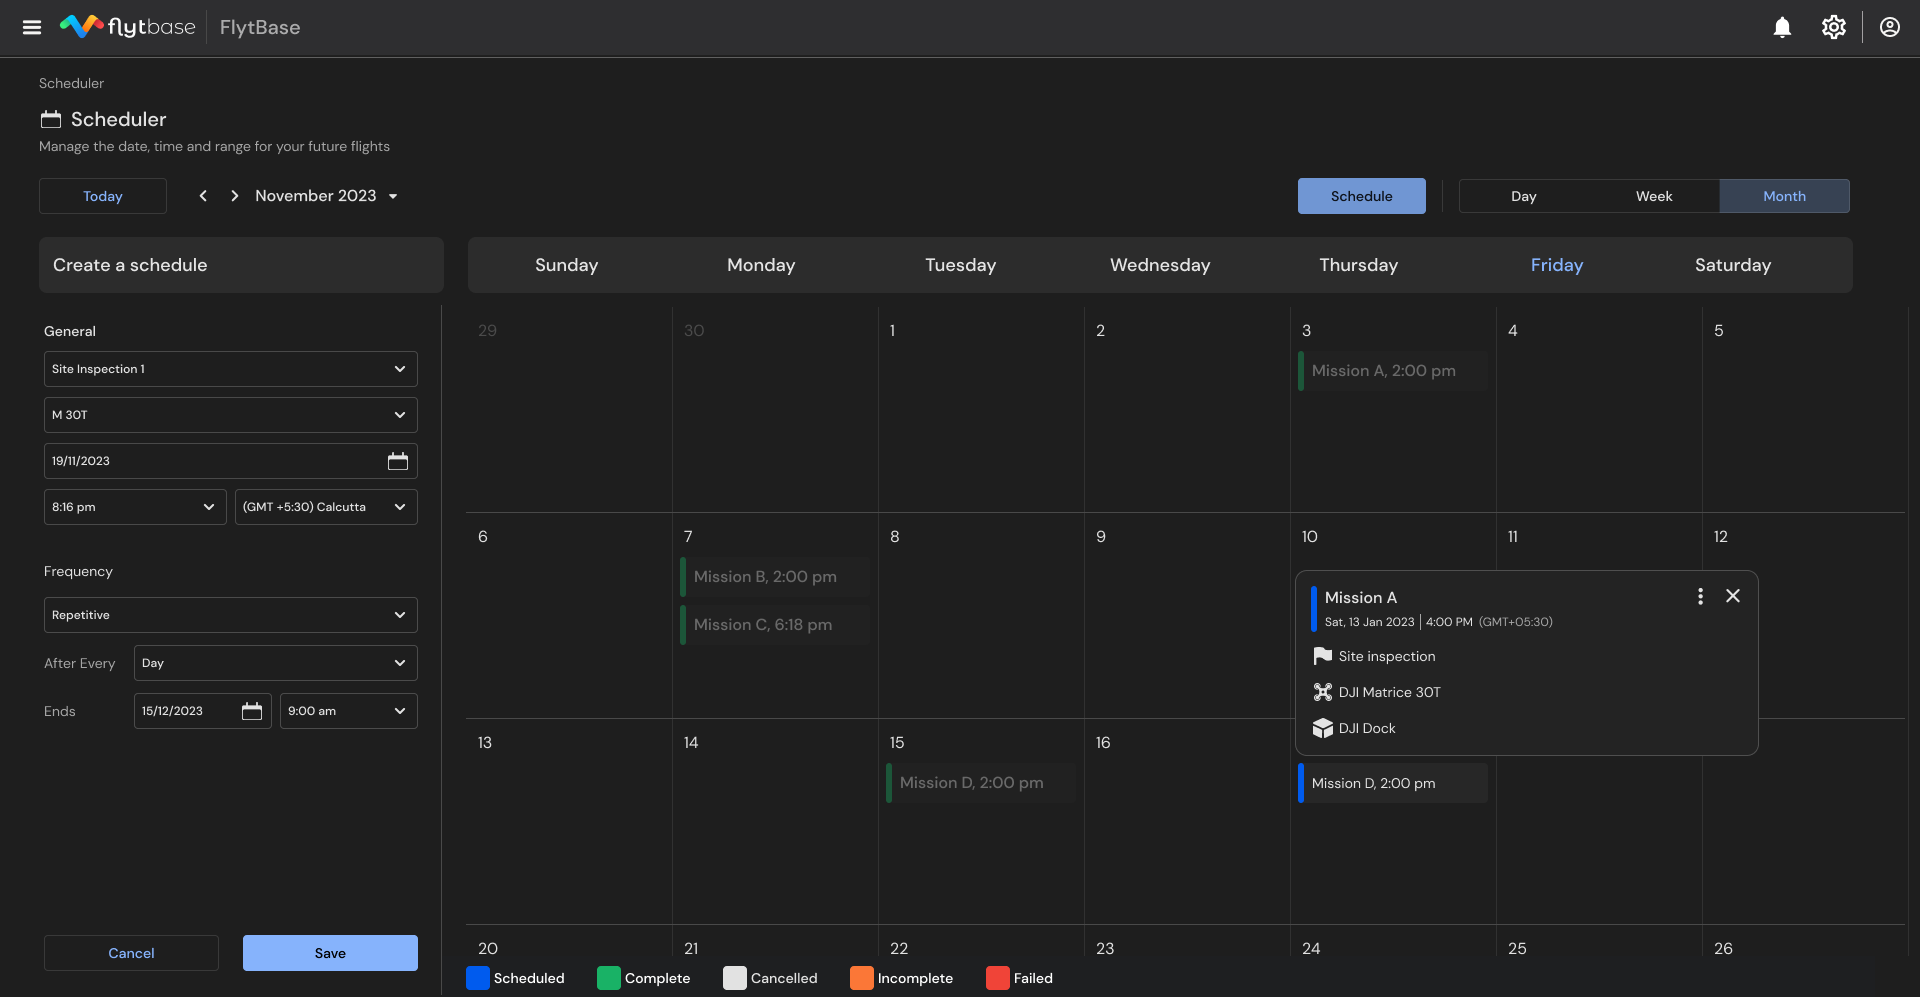 flytbase FlytBase
Scheduler
Scheduler
Manage the date, time and range for your future flights
Today November 2023 Schedule Day Week Month
Create a schedule
General
Site Inspection 1
M 30T
19/11/2023
8:16 pm (GMT +5:30) Calcutta
Frequency
Repetitive
After Every Day
Ends 15/12/2023 9:00 am
Cancel Save
Sunday Monday Tuesday Wednesday Thursday Friday Saturday
29 30 1 2 3 4 5
Mission A, 2:00 pm
6 7 8 9 10 11 12
Mission B, 2:00 pm
Mission C, 6:18 pm
Mission A
Sat, 13 Jan 2023 | 4:00 PM (GMT+05:30)
Site inspection
DJI Matrice 30T
DJI Dock
13 14 15 16
Mission D, 2:00 pm Mission D, 2:00 pm
20 21 22 23 24 25 26
Scheduled Complete Cancelled Incomplete Failed